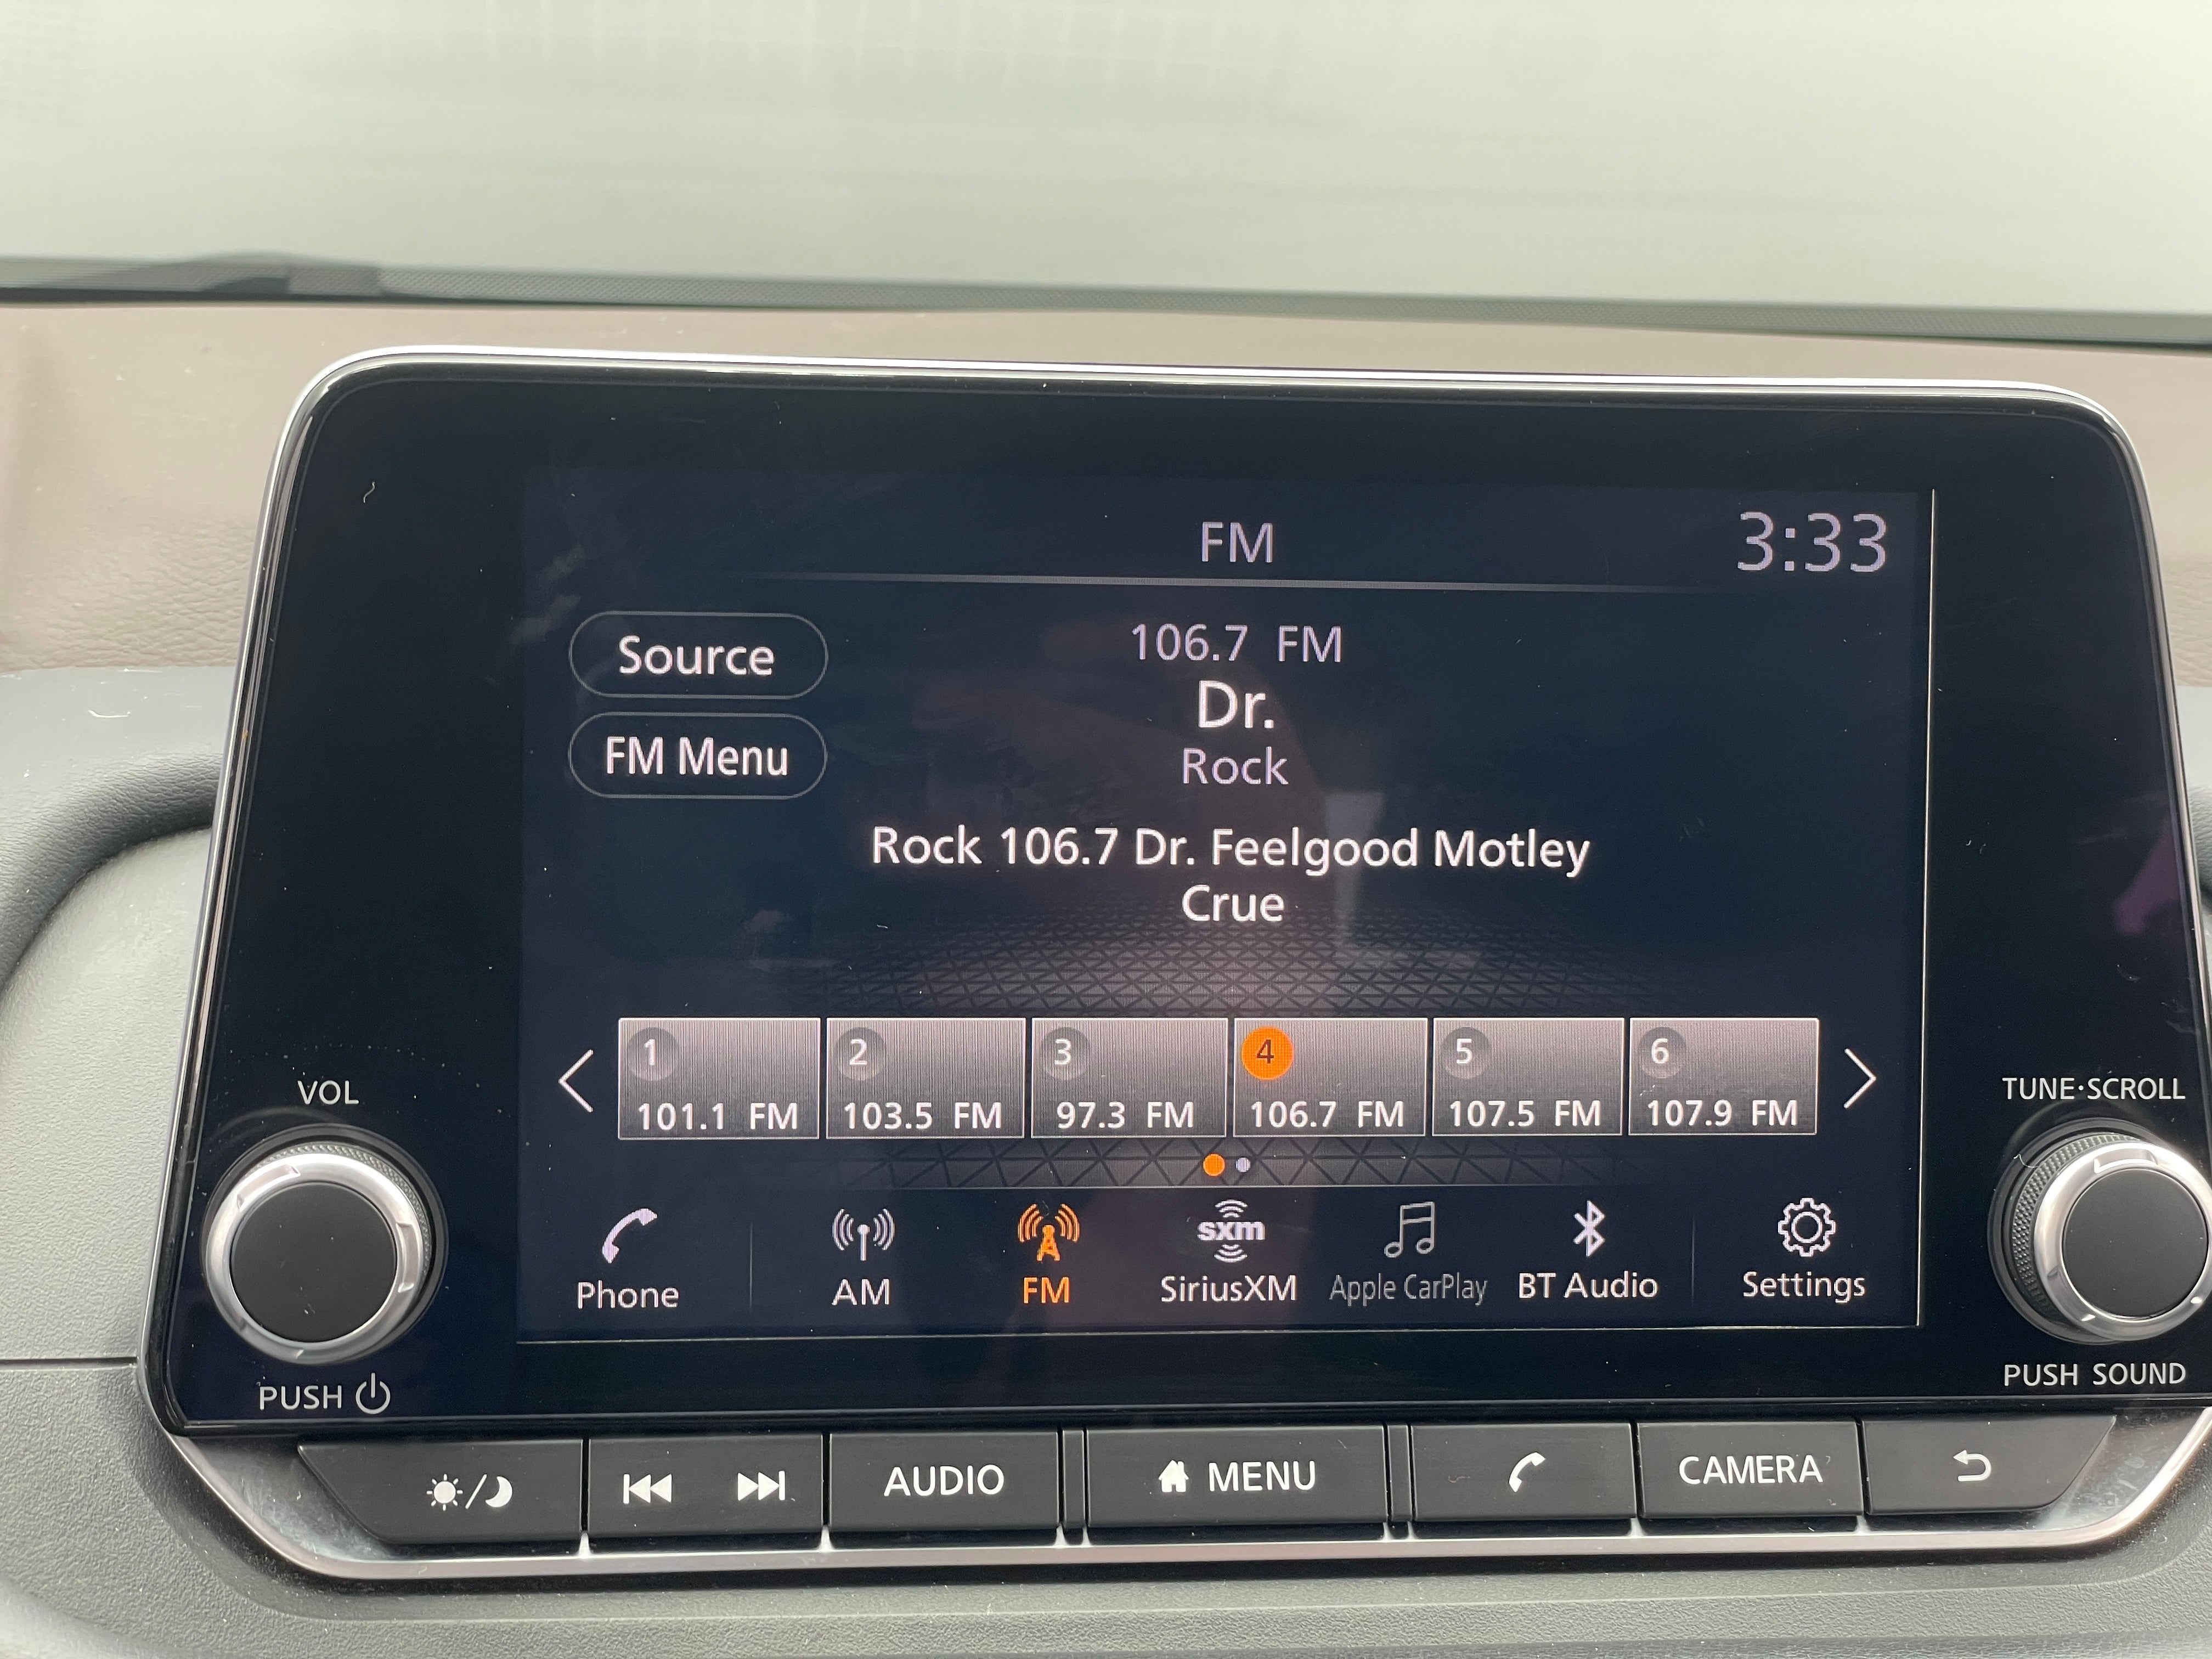 FM
3:33
Source
106.7 FM
Dr.
FM Menu
Rock
Rock 106.7 Dr. Feelgood Motley
Crue
1
2
3
4
5
6
101.1 FM
103.5 FM
97.3 FM
106.7 FM
107.5 FM
107.9 FM
VOL
TUNE·SCROLL
sxm
Phone
AM
FM
SiriusXM
Apple CarPlay
BT Audio
Settings
PUSH
PUSH SOUND
AUDIO
MENU
CAMERA